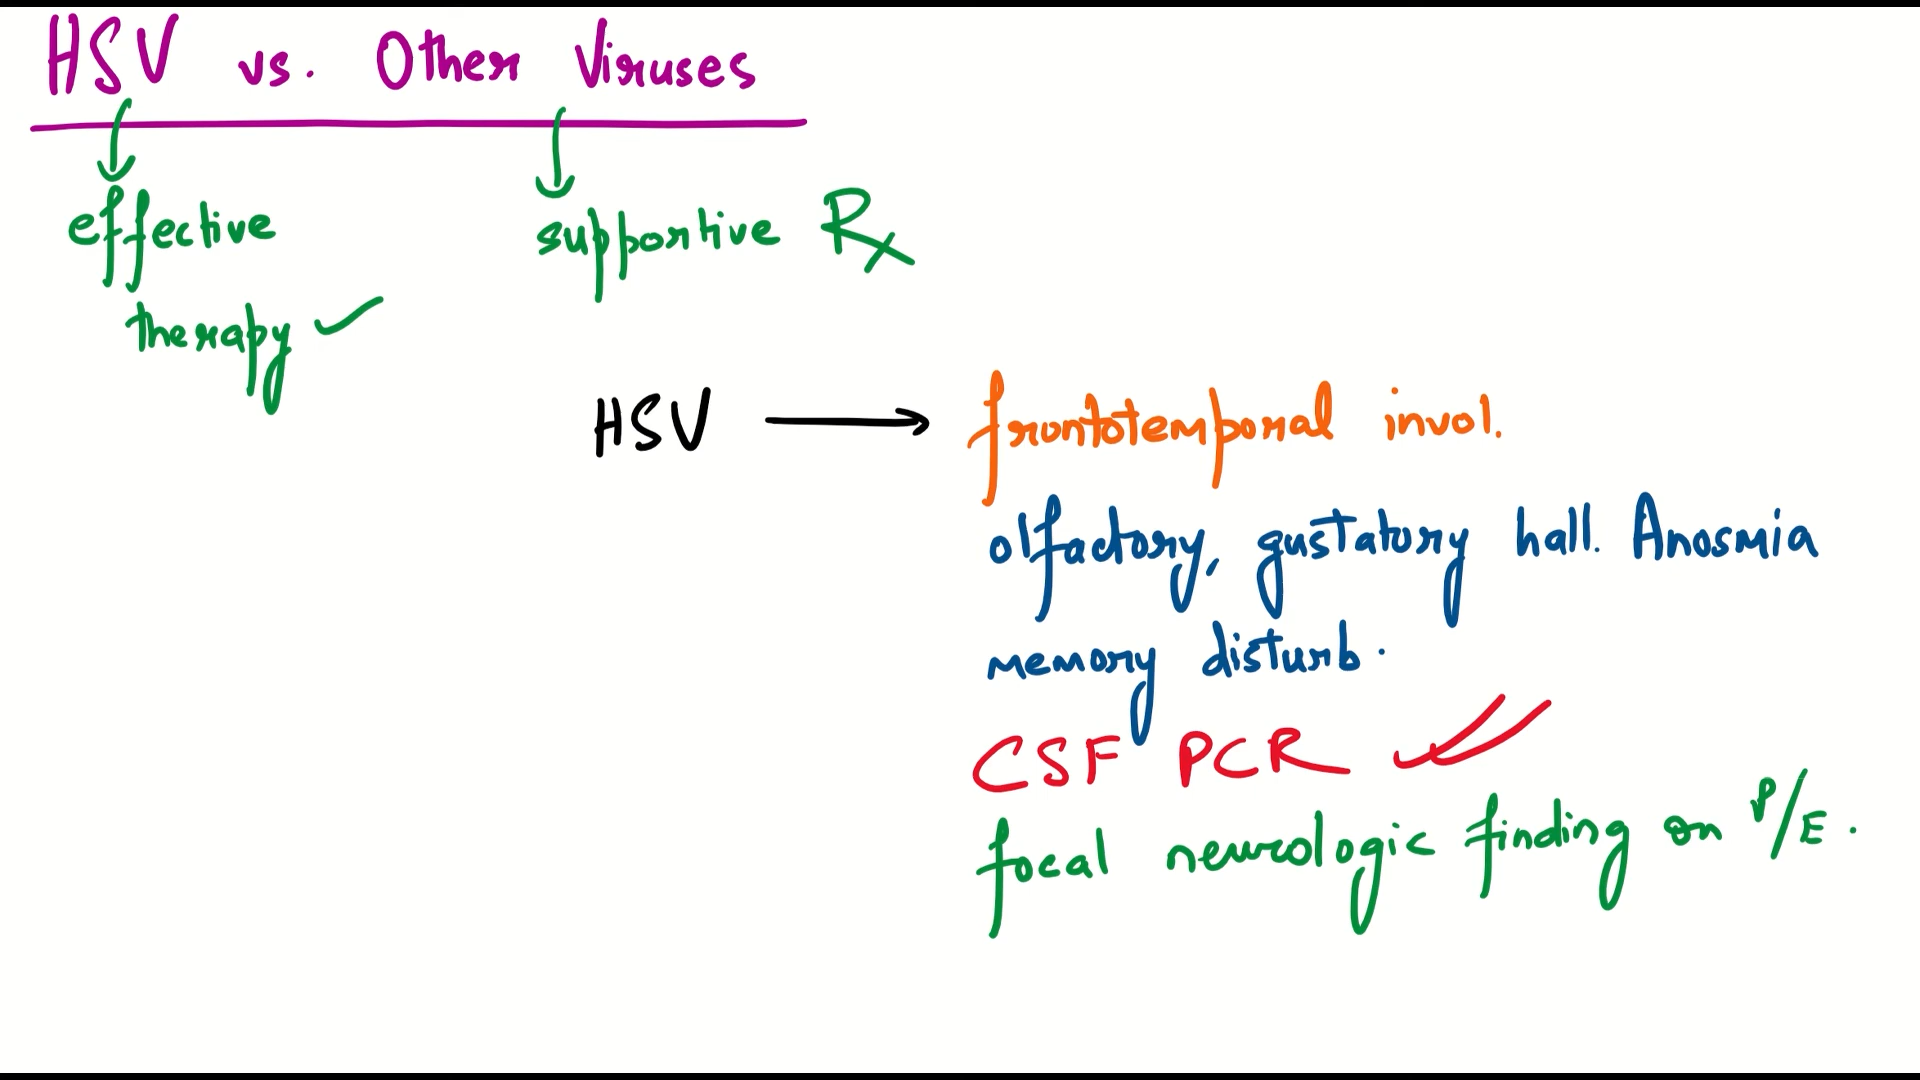 HSV vs. Other Viruses
effective
therapy ✓
supportive Rx
HSV → frontotemporal invol.
olfactory, gustatory hall. Anosmia
memory disturb.
CSF PCR ✓
focal neurologic finding on P/E.